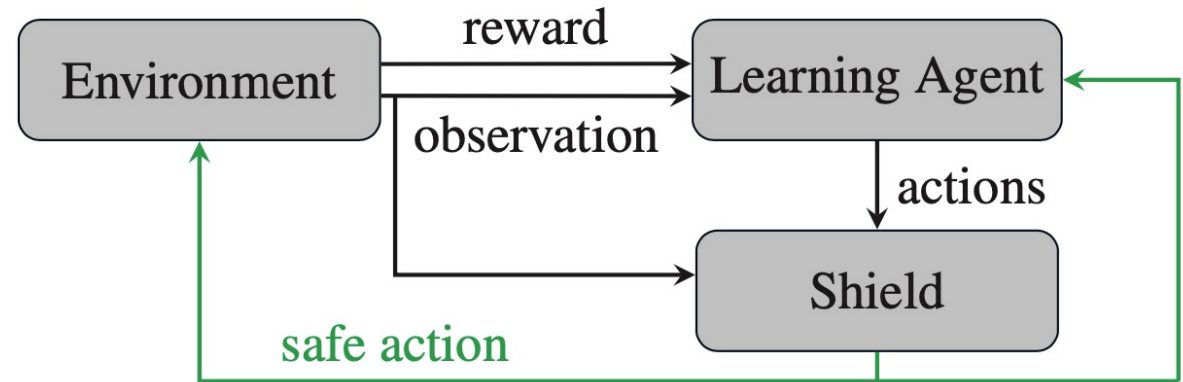 reward
Environment
Learning Agent
observation
actions
Shield
safe action